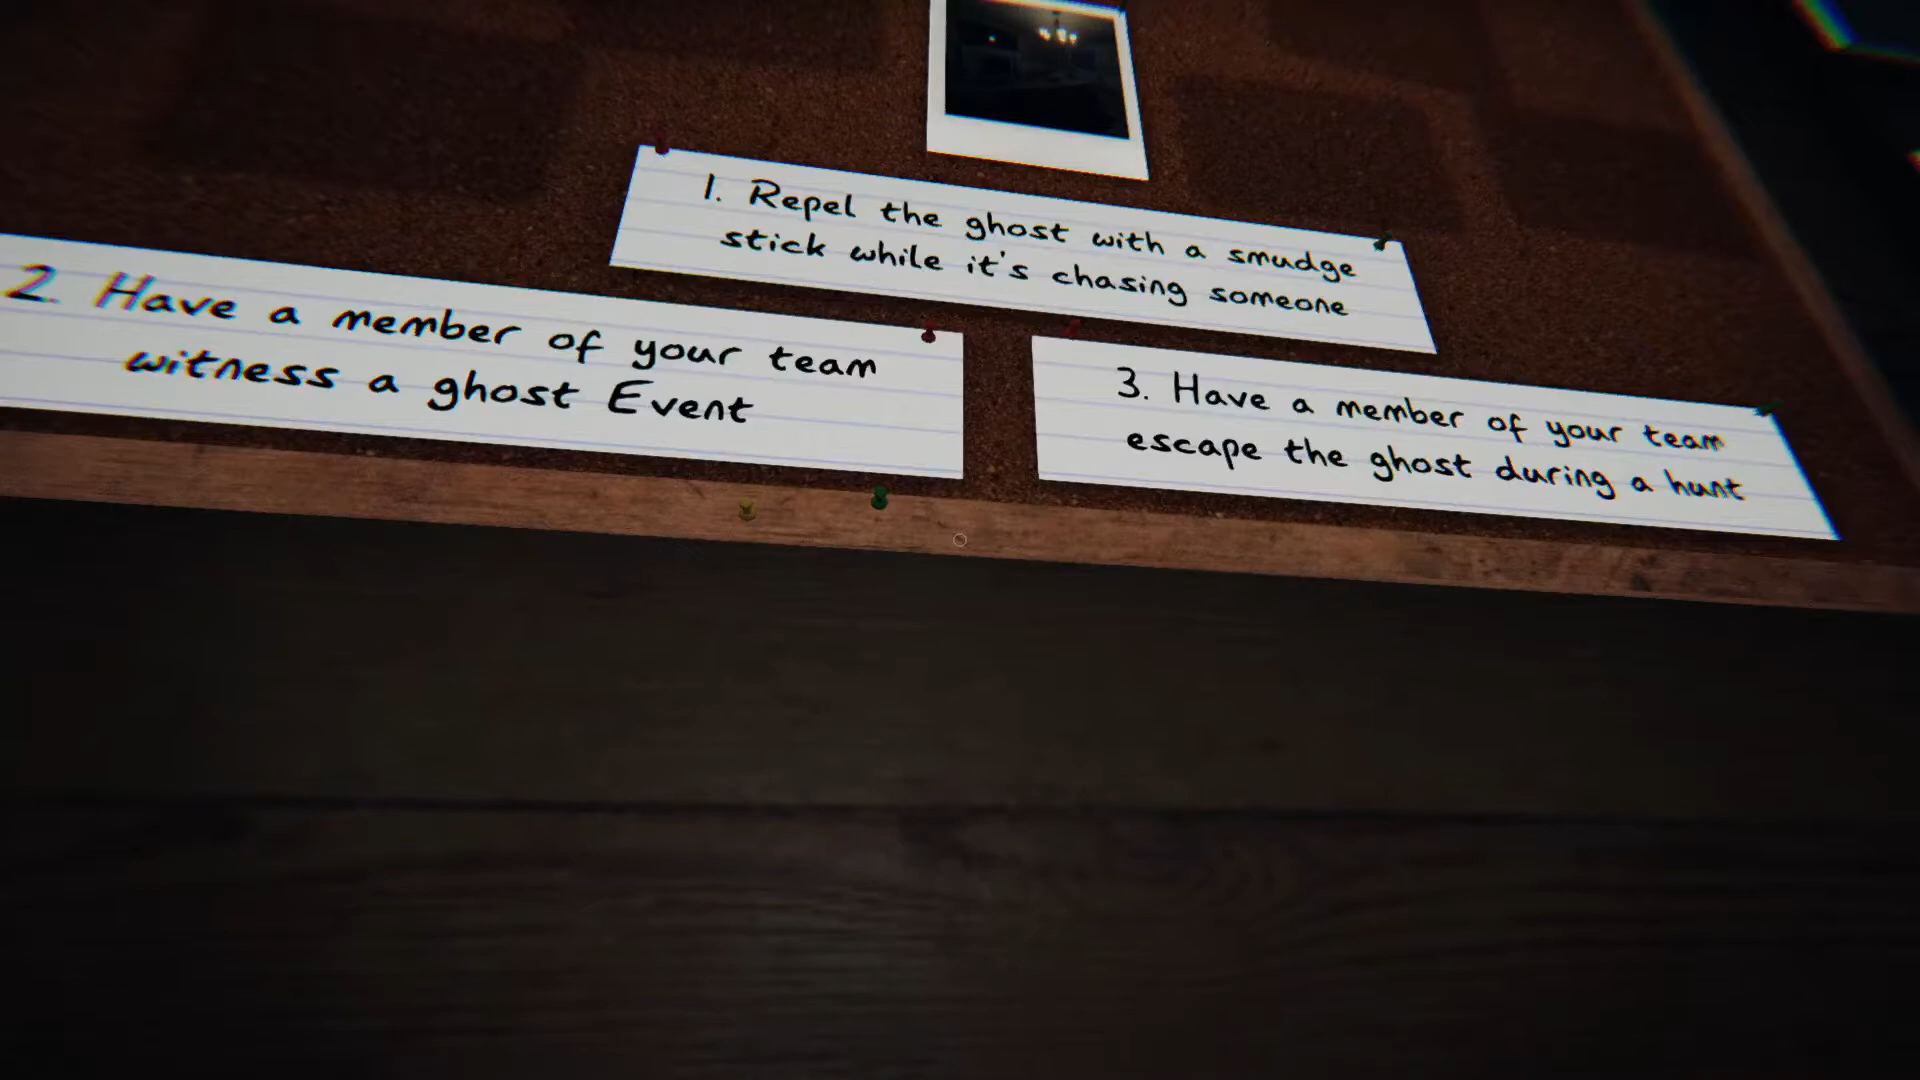 1. Repel the ghost with a smudge
stick while it's chasing someone
2. Have a member of your team
witness a ghost Event
3. Have a member of your team
escape the ghost during a hunt